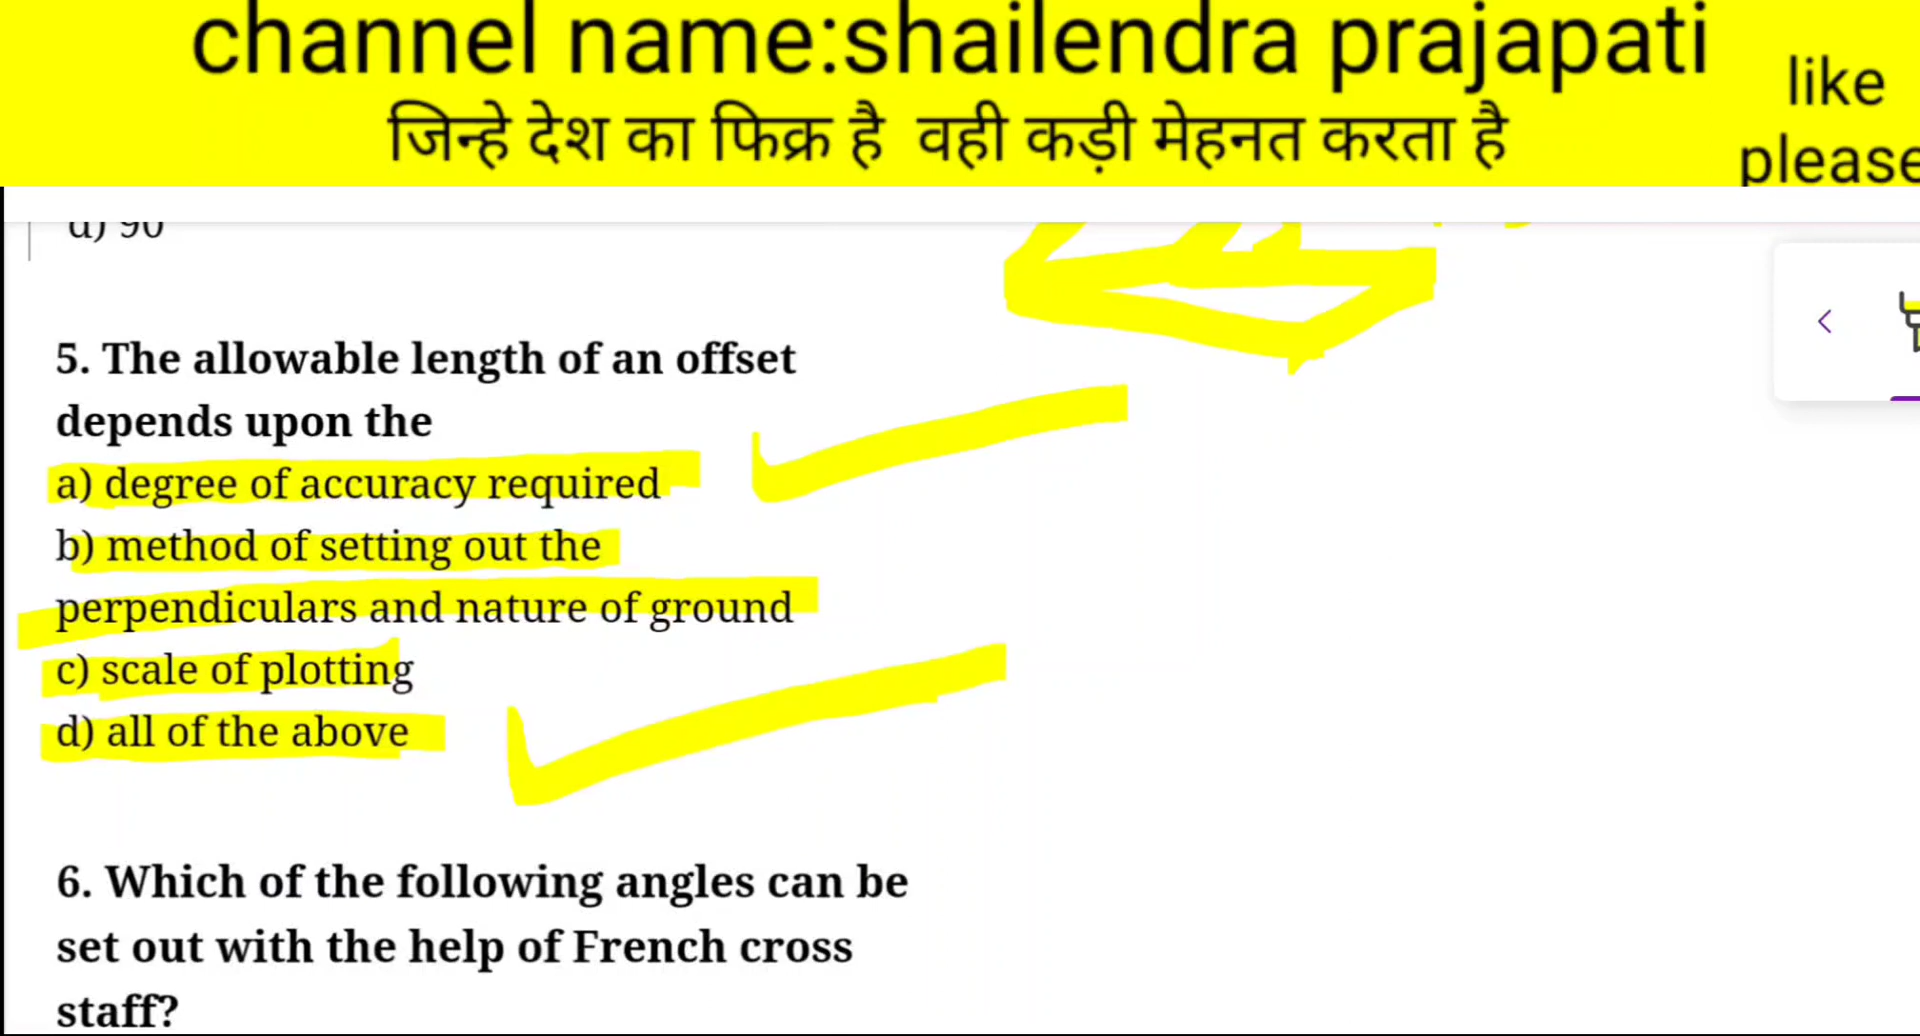 channel name:shailendra prajapati
like
जिन्हे देश का फिक्र है वही कड़ी मेहनत करता है
please
d) 90
5. The allowable length of an offset
depends upon the
a) degree of accuracy required
b) method of setting out the
perpendiculars and nature of ground
c) scale of plotting
d) all of the above
6. Which of the following angles can be
set out with the help of French cross
staff?